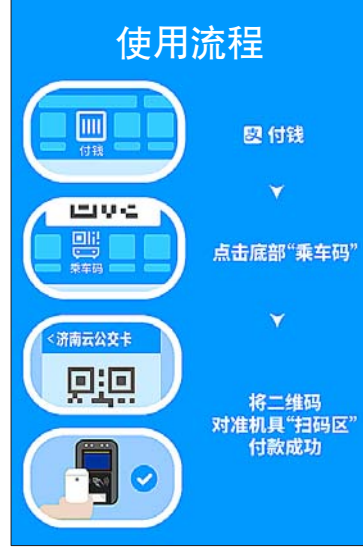 使用流程
付钱
支 付钱
乘车码
点击底部“乘车码”
<济南云公交卡
将二维码
对准机具“扫码区”
付款成功